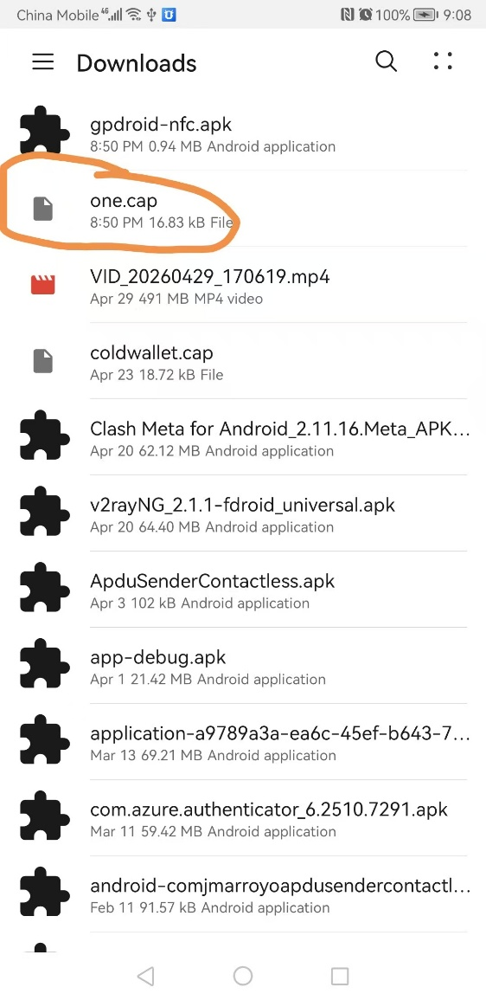 China Mobile 4G 100% 9:08
Downloads
gpdroid-nfc.apk
8:50 PM 0.94 MB Android application
one.cap
8:50 PM 16.83 kB File
VID_20260429_170619.mp4
Apr 29 491 MB MP4 video
coldwallet.cap
Apr 23 18.72 kB File
Clash Meta for Android_2.11.16.Meta_APK...
Apr 20 62.12 MB Android application
v2rayNG_2.1.1-fdroid_universal.apk
Apr 20 64.40 MB Android application
ApduSenderContactless.apk
Apr 3 102 kB Android application
app-debug.apk
Apr 1 21.42 MB Android application
application-a9789a3a-ea6c-45ef-b643-7...
Mar 13 69.21 MB Android application
com.azure.authenticator_6.2510.7291.apk
Mar 11 59.42 MB Android application
android-comjmarroyoapdusendercontactl...
Feb 11 91.57 kB Android application